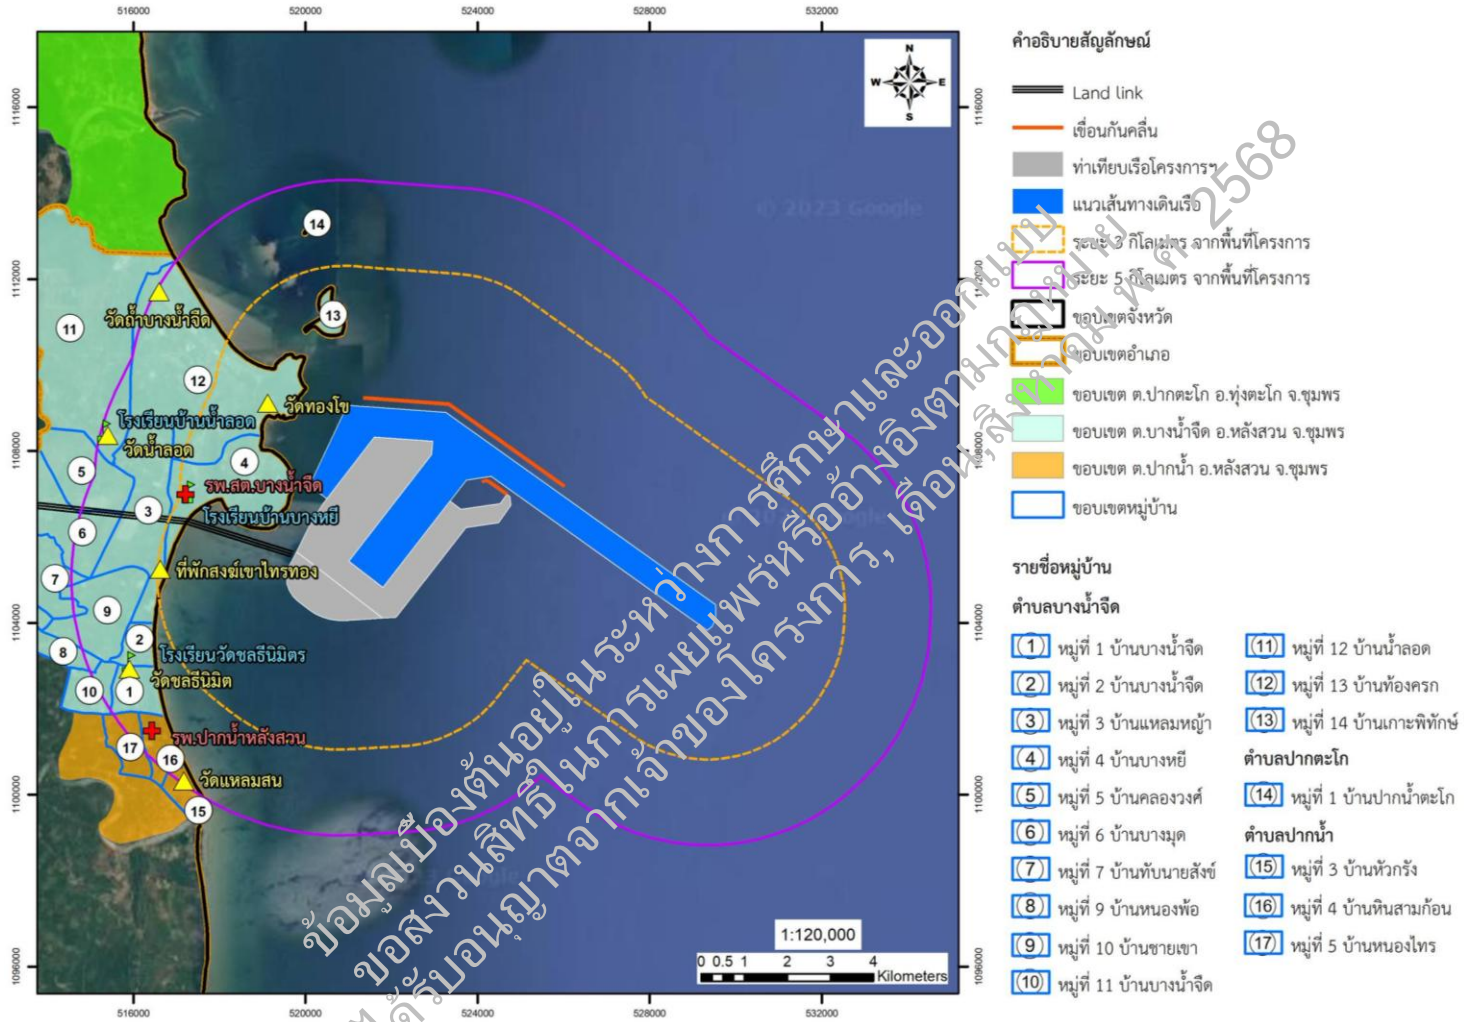 516000 520000 524000 528000 532000
1116000 1116000
1112000 1112000
1108000 1108000
1104000 1104000
1100000 1100000
1096000 1096000
516000 520000 524000 528000 532000
N
W E
S
© 2023 Google
14
13
11
วัดถ้ำบางน้ำจืด
12
วัดทองโข
โรงเรียนบ้านน้ำลอด
วัดน้ำลอด
5
4
รพ.สต.บางน้ำจืด
3
โรงเรียนบ้านบางหยี
6
7
ที่พักสงฆ์เขาไทรทอง
9
2
8
โรงเรียนวัดชลธีนิมิตร
วัดชลธีนิมิต
10
1
รพ.ปากน้ำหลังสวน
17
16
วัดแหลมสน
15
1:120,000
0 0.5 1 2 3 4
Kilometers
คำอธิบายสัญลักษณ์
Land link
เขื่อนกันคลื่น
ท่าเทียบเรือโครงการฯ
แนวเส้นทางเดินเรือ
ระยะ 3 กิโลเมตร จากพื้นที่โครงการ
ระยะ 5 กิโลเมตร จากพื้นที่โครงการ
ขอบเขตจังหวัด
ขอบเขตอำเภอ
ขอบเขต ต.ปากตะโก อ.ทุ่งตะโก จ.ชุมพร
ขอบเขต ต.บางน้ำจืด อ.หลังสวน จ.ชุมพร
ขอบเขต ต.ปากน้ำ อ.หลังสวน จ.ชุมพร
ขอบเขตหมู่บ้าน
รายชื่อหมู่บ้าน
ตำบลบางน้ำจืด
1 หมู่ที่ 1 บ้านบางน้ำจืด
2 หมู่ที่ 2 บ้านบางน้ำจืด
3 หมู่ที่ 3 บ้านแหลมหญ้า
4 หมู่ที่ 4 บ้านบางหยี
5 หมู่ที่ 5 บ้านคลองวงศ์
6 หมู่ที่ 6 บ้านบางมุด
7 หมู่ที่ 7 บ้านทับนายสังข์
8 หมู่ที่ 9 บ้านหนองพ้อ
9 หมู่ที่ 10 บ้านชายเขา
10 หมู่ที่ 11 บ้านบางน้ำจืด
11 หมู่ที่ 12 บ้านน้ำลอด
12 หมู่ที่ 13 บ้านท้องครก
13 หมู่ที่ 14 บ้านเกาะพิทักษ์
ตำบลปากตะโก
14 หมู่ที่ 1 บ้านปากน้ำตะโก
ตำบลปากน้ำ
15 หมู่ที่ 3 บ้านหัวกรัง
16 หมู่ที่ 4 บ้านหินสามก้อน
17 หมู่ที่ 5 บ้านหนองไทร
ข้อมูลเบื้องต้นอยู่ในระหว่างการศึกษาและออกแบบ
ขอสงวนสิทธิ์ในการเผยแพร่หรืออ้างอิงตามกฎหมาย
ได้รับอนุญาตจากเจ้าของโครงการ, เดือน,สิงหาคม พ.ศ. 2568